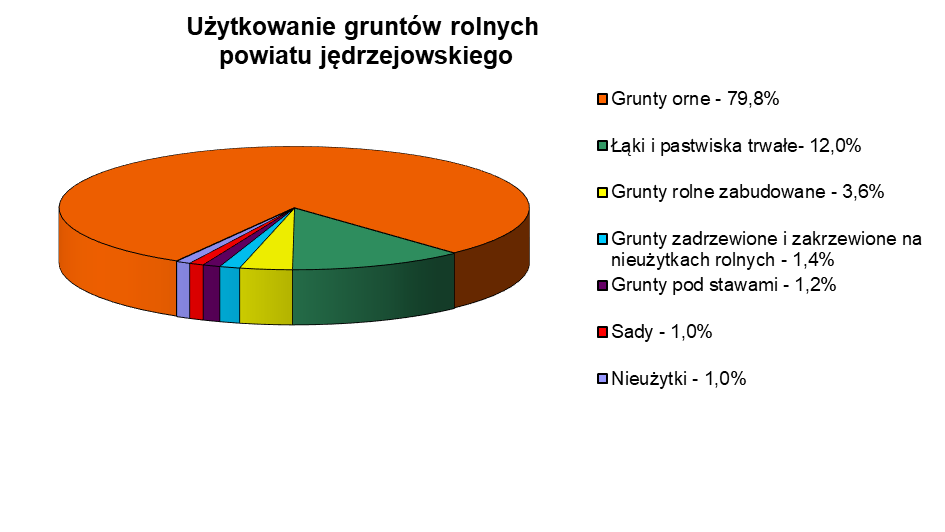 Użytkowanie gruntów rolnych
powiatu jędrzejowskiego
Grunty orne - 79,8%
Łąki i pastwiska trwałe- 12,0%
Grunty rolne zabudowane - 3,6%
Grunty zadrzewione i zakrzewione na
nieużytkach rolnych - 1,4%
Grunty pod stawami - 1,2%
Sady - 1,0%
Nieużytki - 1,0%